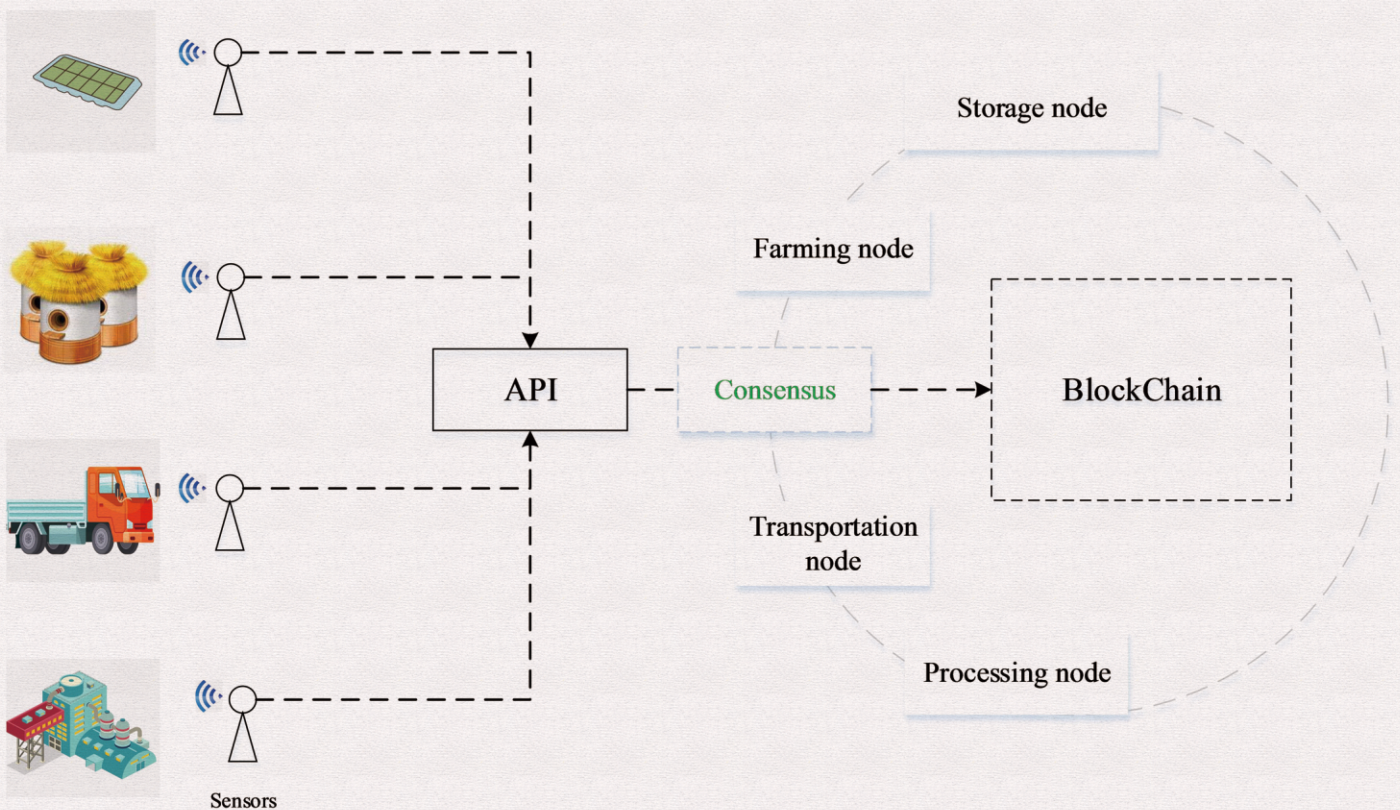 Storage node
Farming node
API
Consensus
BlockChain
Transportation
node
Processing node
Sensors